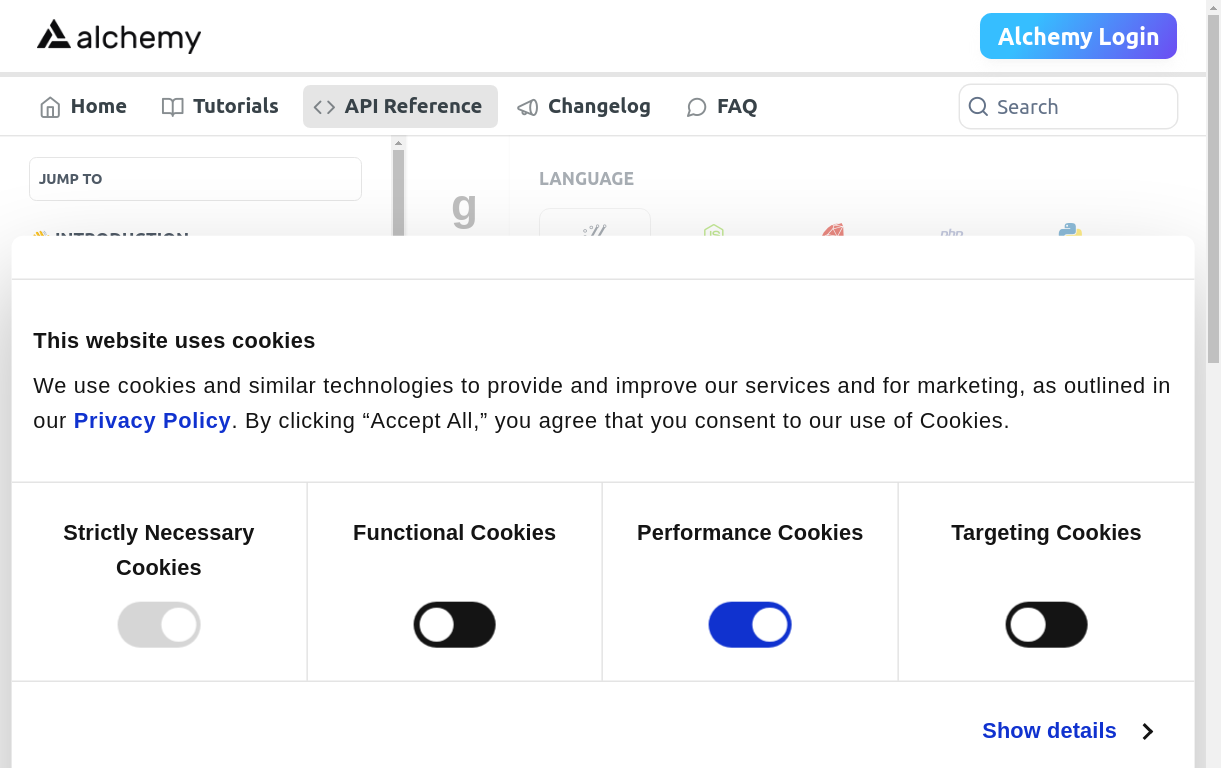 alchemy
Alchemy Login
Home
Tutorials
API Reference
Changelog
FAQ
Search
JUMP TO
INTRODUCTION
g
LANGUAGE
JS
php
This website uses cookies
We use cookies and similar technologies to provide and improve our services and for marketing, as outlined in
our Privacy Policy. By clicking “Accept All,” you agree that you consent to our use of Cookies.
Strictly Necessary
Cookies
Functional Cookies
Performance Cookies
Targeting Cookies
Show details